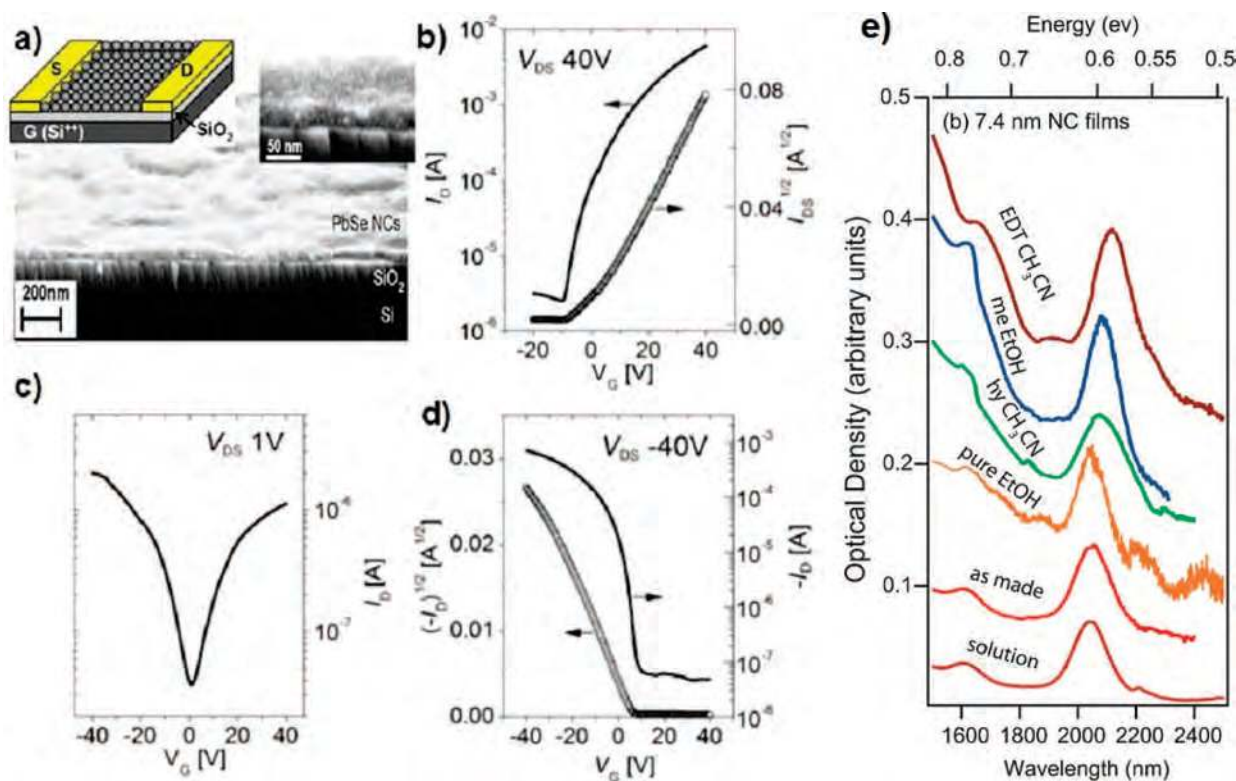 a)
S
D
G (Si⁺⁺)
SiO₂
50 nm
PbSe NCs
SiO₂
Si
200nm
b)
V_DS 40V
10⁻²
10⁻³
10⁻⁴
10⁻⁵
10⁻⁶
I_D [A]
0.08
0.04
0.00
I_DS^1/2 [A^1/2]
-20 0 20 40
V_G [V]
c)
V_DS 1V
10⁻⁶
10⁻⁷
I_D [A]
-40 -20 0 20 40
V_G [V]
d)
V_DS -40V
0.03
0.02
0.01
0.00
(-I_D)^1/2 [A^1/2]
10⁻³
10⁻⁴
10⁻⁵
10⁻⁶
10⁻⁷
10⁻⁸
-I_D [A]
-40 -20 0 20 40
V_G [V]
e)
Energy (ev)
0.8 0.7 0.6 0.55 0.5
(b) 7.4 nm NC films
0.5
0.4
0.3
0.2
0.1
Optical Density (arbitrary units)
EDT CH₃CN
me EtOH
hy CH₃CN
pure EtOH
as made
solution
1600 1800 2000 2200 2400
Wavelength (nm)